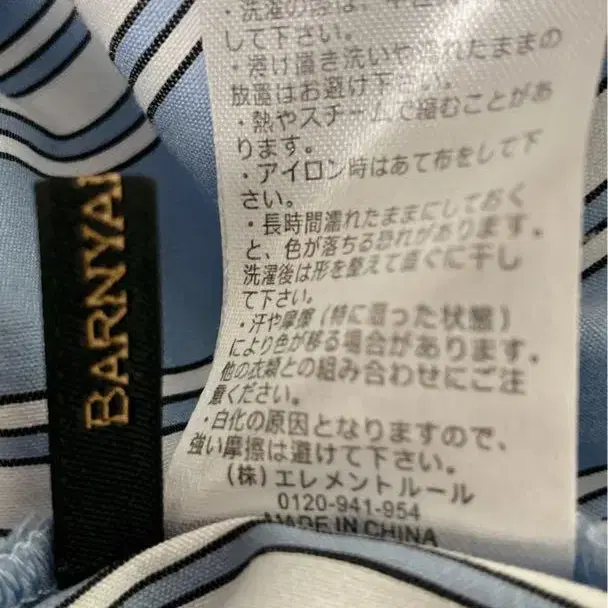 ・洗濯の際は、中
して下さい。
・漬け置き洗いや濡れたままの
放置はお避け下さい。
・熱やスチームで縮むことがあ
ります。
・アイロン時はあて布をして下
さい。
・長時間濡れたままにしておく
と、色が落ちる恐れがあります。
洗濯後は形を整えて直ぐに干し
て下さい。
・汗や摩擦(特に湿った状態)
により色が移る場合があります。
他の衣類との組み合わせにご注
意ください。
・白化の原因となりますので、
強い摩擦は避けて下さい。
(株)エレメントルール
0120-941-954
MADE IN CHINA
BARNYA